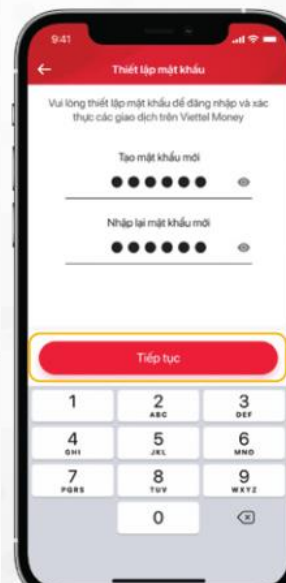 9:41
Thiết lập mật khẩu
Vui lòng thiết lập mật khẩu để đăng nhập và xác
thực các giao dịch trên Viettel Money
Tạo mật khẩu mới
Nhập lại mật khẩu mới
Tiếp tục
1 2 3
ABC DEF
4 5 6
GHI JKL MNO
7 8 9
PQRS TUV WXYZ
0